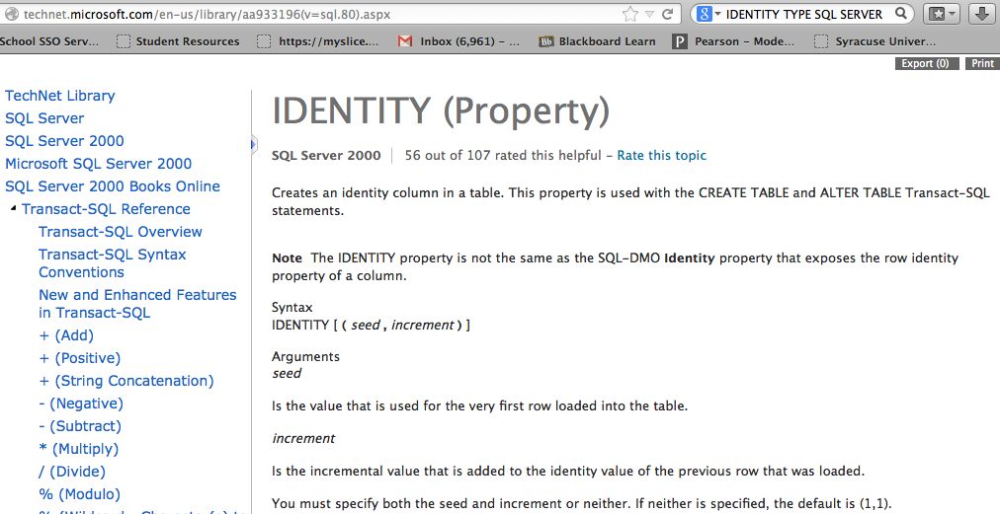 technet.microsoft.com/en-us/library/aa933196(v=sql.80).aspx
IDENTITY TYPE SQL SERVER
School SSO Serv... Student Resources https://myslice.... Inbox (6,961) – ... Blackboard Learn Pearson – Mode... Syracuse Univer...
Export (0) Print
TechNet Library
SQL Server
SQL Server 2000
Microsoft SQL Server 2000
SQL Server 2000 Books Online
Transact-SQL Reference
Transact-SQL Overview
Transact-SQL Syntax
Conventions
New and Enhanced Features
in Transact-SQL
+ (Add)
+ (Positive)
+ (String Concatenation)
- (Negative)
- (Subtract)
* (Multiply)
/ (Divide)
% (Modulo)
IDENTITY (Property)
SQL Server 2000 56 out of 107 rated this helpful – Rate this topic
Creates an identity column in a table. This property is used with the CREATE TABLE and ALTER TABLE Transact-SQL
statements.
Note The IDENTITY property is not the same as the SQL-DMO Identity property that exposes the row identity
property of a column.
Syntax
IDENTITY [ ( seed , increment ) ]
Arguments
seed
Is the value that is used for the very first row loaded into the table.
increment
Is the incremental value that is added to the identity value of the previous row that was loaded.
You must specify both the seed and increment or neither. If neither is specified, the default is (1,1).